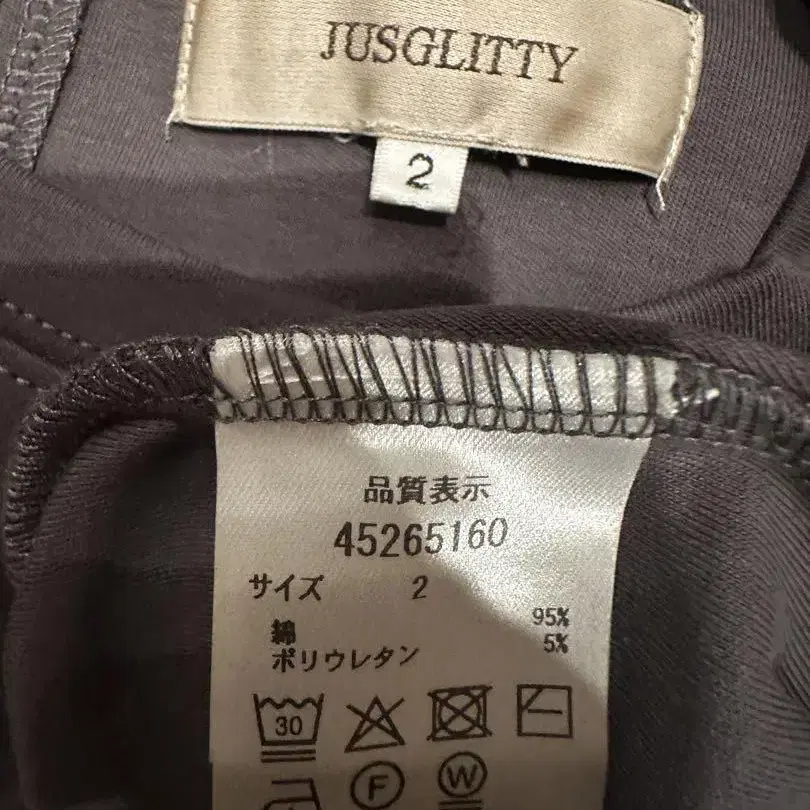 JUSGLITTY
2
品質表示
45265160
サイズ 2
綿 95%
ポリウレタン 5%
30
F W